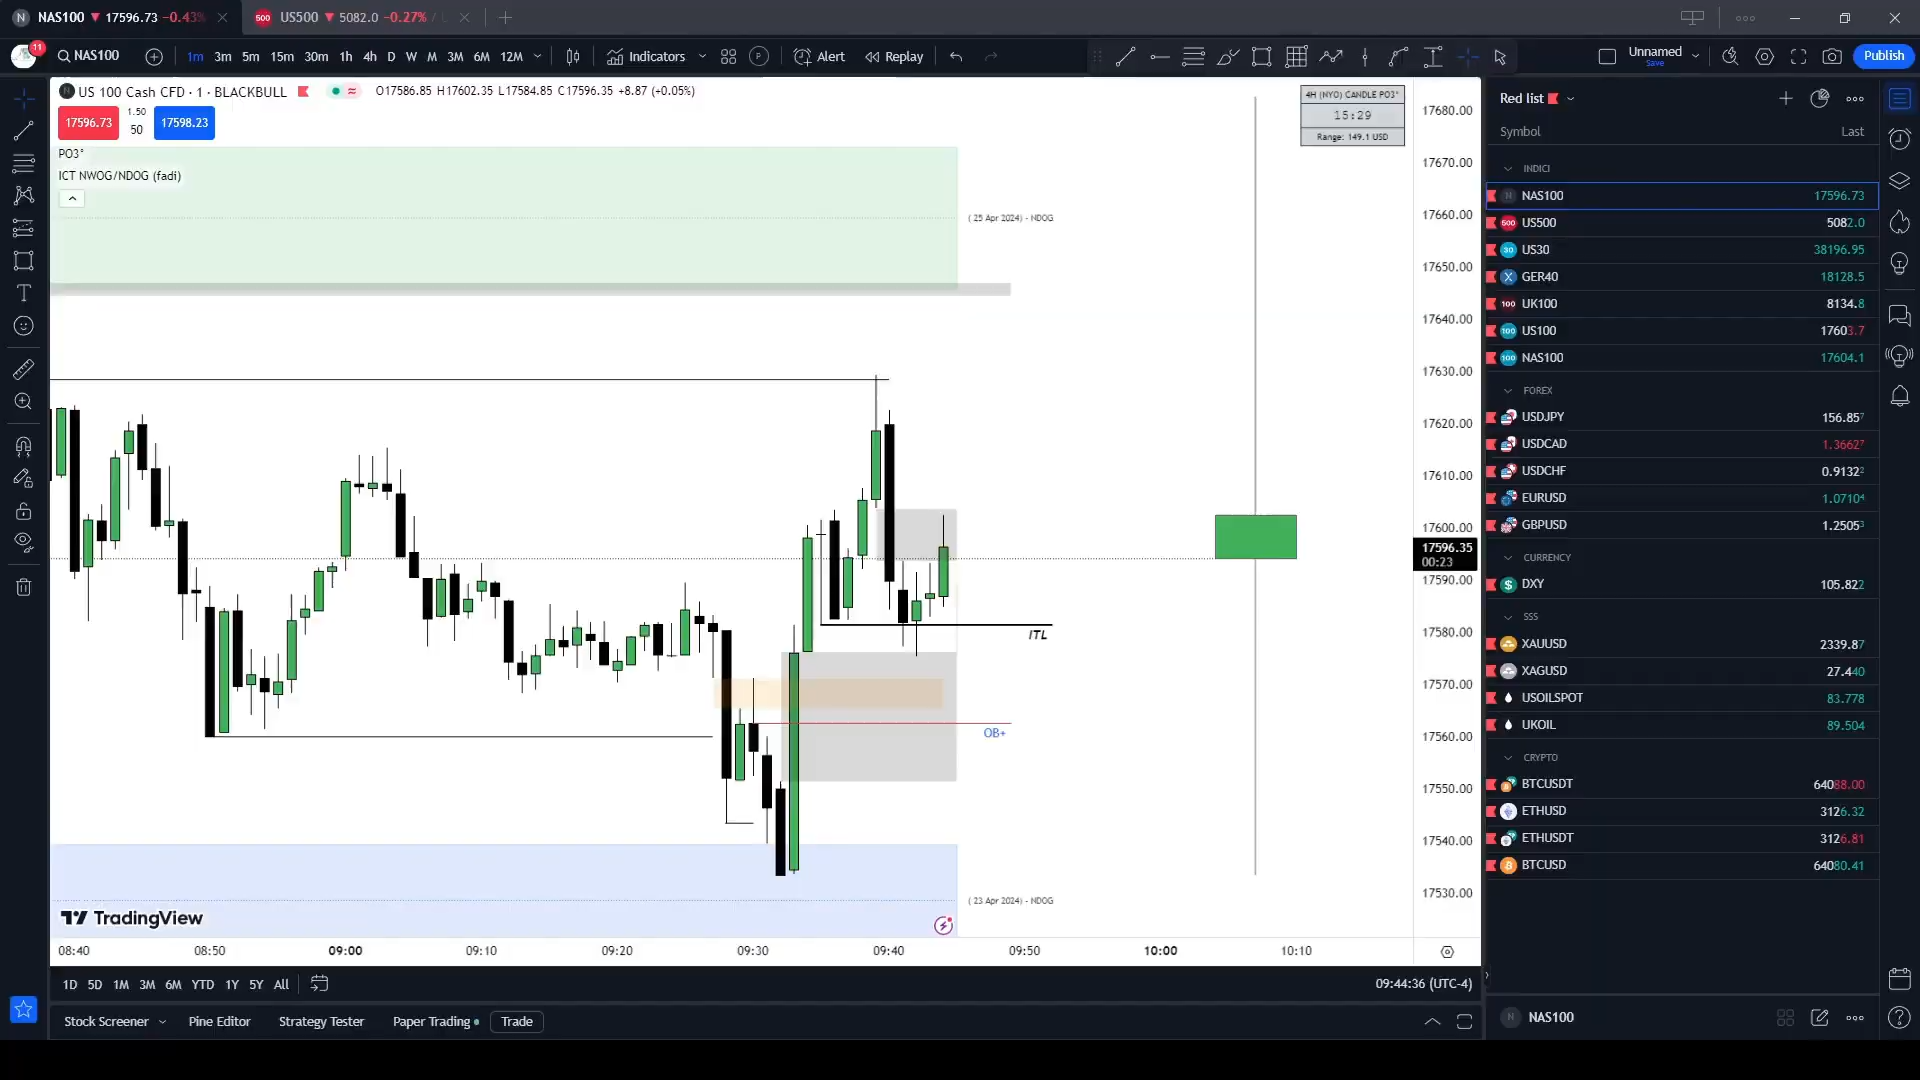 NAS100 ▼ 17596.73 −0.43%
500 US500 ▼ 5082.0 −0.27% /
11
NAS100
1m 3m 5m 15m 30m 1h 4h D W M 3M 6M 12M
Indicators
P
Alert
Replay
Unnamed
Save
Publish
US 100 Cash CFD · 1 · BLACKBULL
O17586.85 H17602.35 L17584.85 C17596.35 +8.87 (+0.05%)
17596.73
1.50
50
17598.23
PO3°
ICT NWOG/NDOG (fadi)
4H (NYO) CANDLE PO3°
15:29
Range: 149.1 USD
( 25 Apr 2024) - NDOG
ITL
OB+
( 23 Apr 2024) - NDOG
TradingView
17680.00
17670.00
17660.00
17650.00
17640.00
17630.00
17620.00
17610.00
17600.00
17596.35
00:23
17590.00
17580.00
17570.00
17560.00
17550.00
17540.00
17530.00
08:40 08:50 09:00 09:10 09:20 09:30 09:40 09:50 10:00 10:10
1D 5D 1M 3M 6M YTD 1Y 5Y All
09:44:36 (UTC-4)
Stock Screener Pine Editor Strategy Tester Paper Trading Trade
Red list
Symbol Last
INDICI
N NAS100 17596.73
500 US500 5082.0
30 US30 38196.95
X GER40 18128.5
100 UK100 8134.8
100 US100 17603.7
100 NAS100 17604.1
FOREX
USDJPY 156.857
USDCAD 1.36627
USDCHF 0.91322
EURUSD 1.07104
GBPUSD 1.25053
CURRENCY
DXY 105.822
SSS
XAUUSD 2339.87
XAGUSD 27.440
USOILSPOT 83.778
UKOIL 89.504
CRYPTO
BTCUSDT 64088.00
ETHUSD 3126.32
ETHUSDT 3126.81
BTCUSD 64080.41
N NAS100